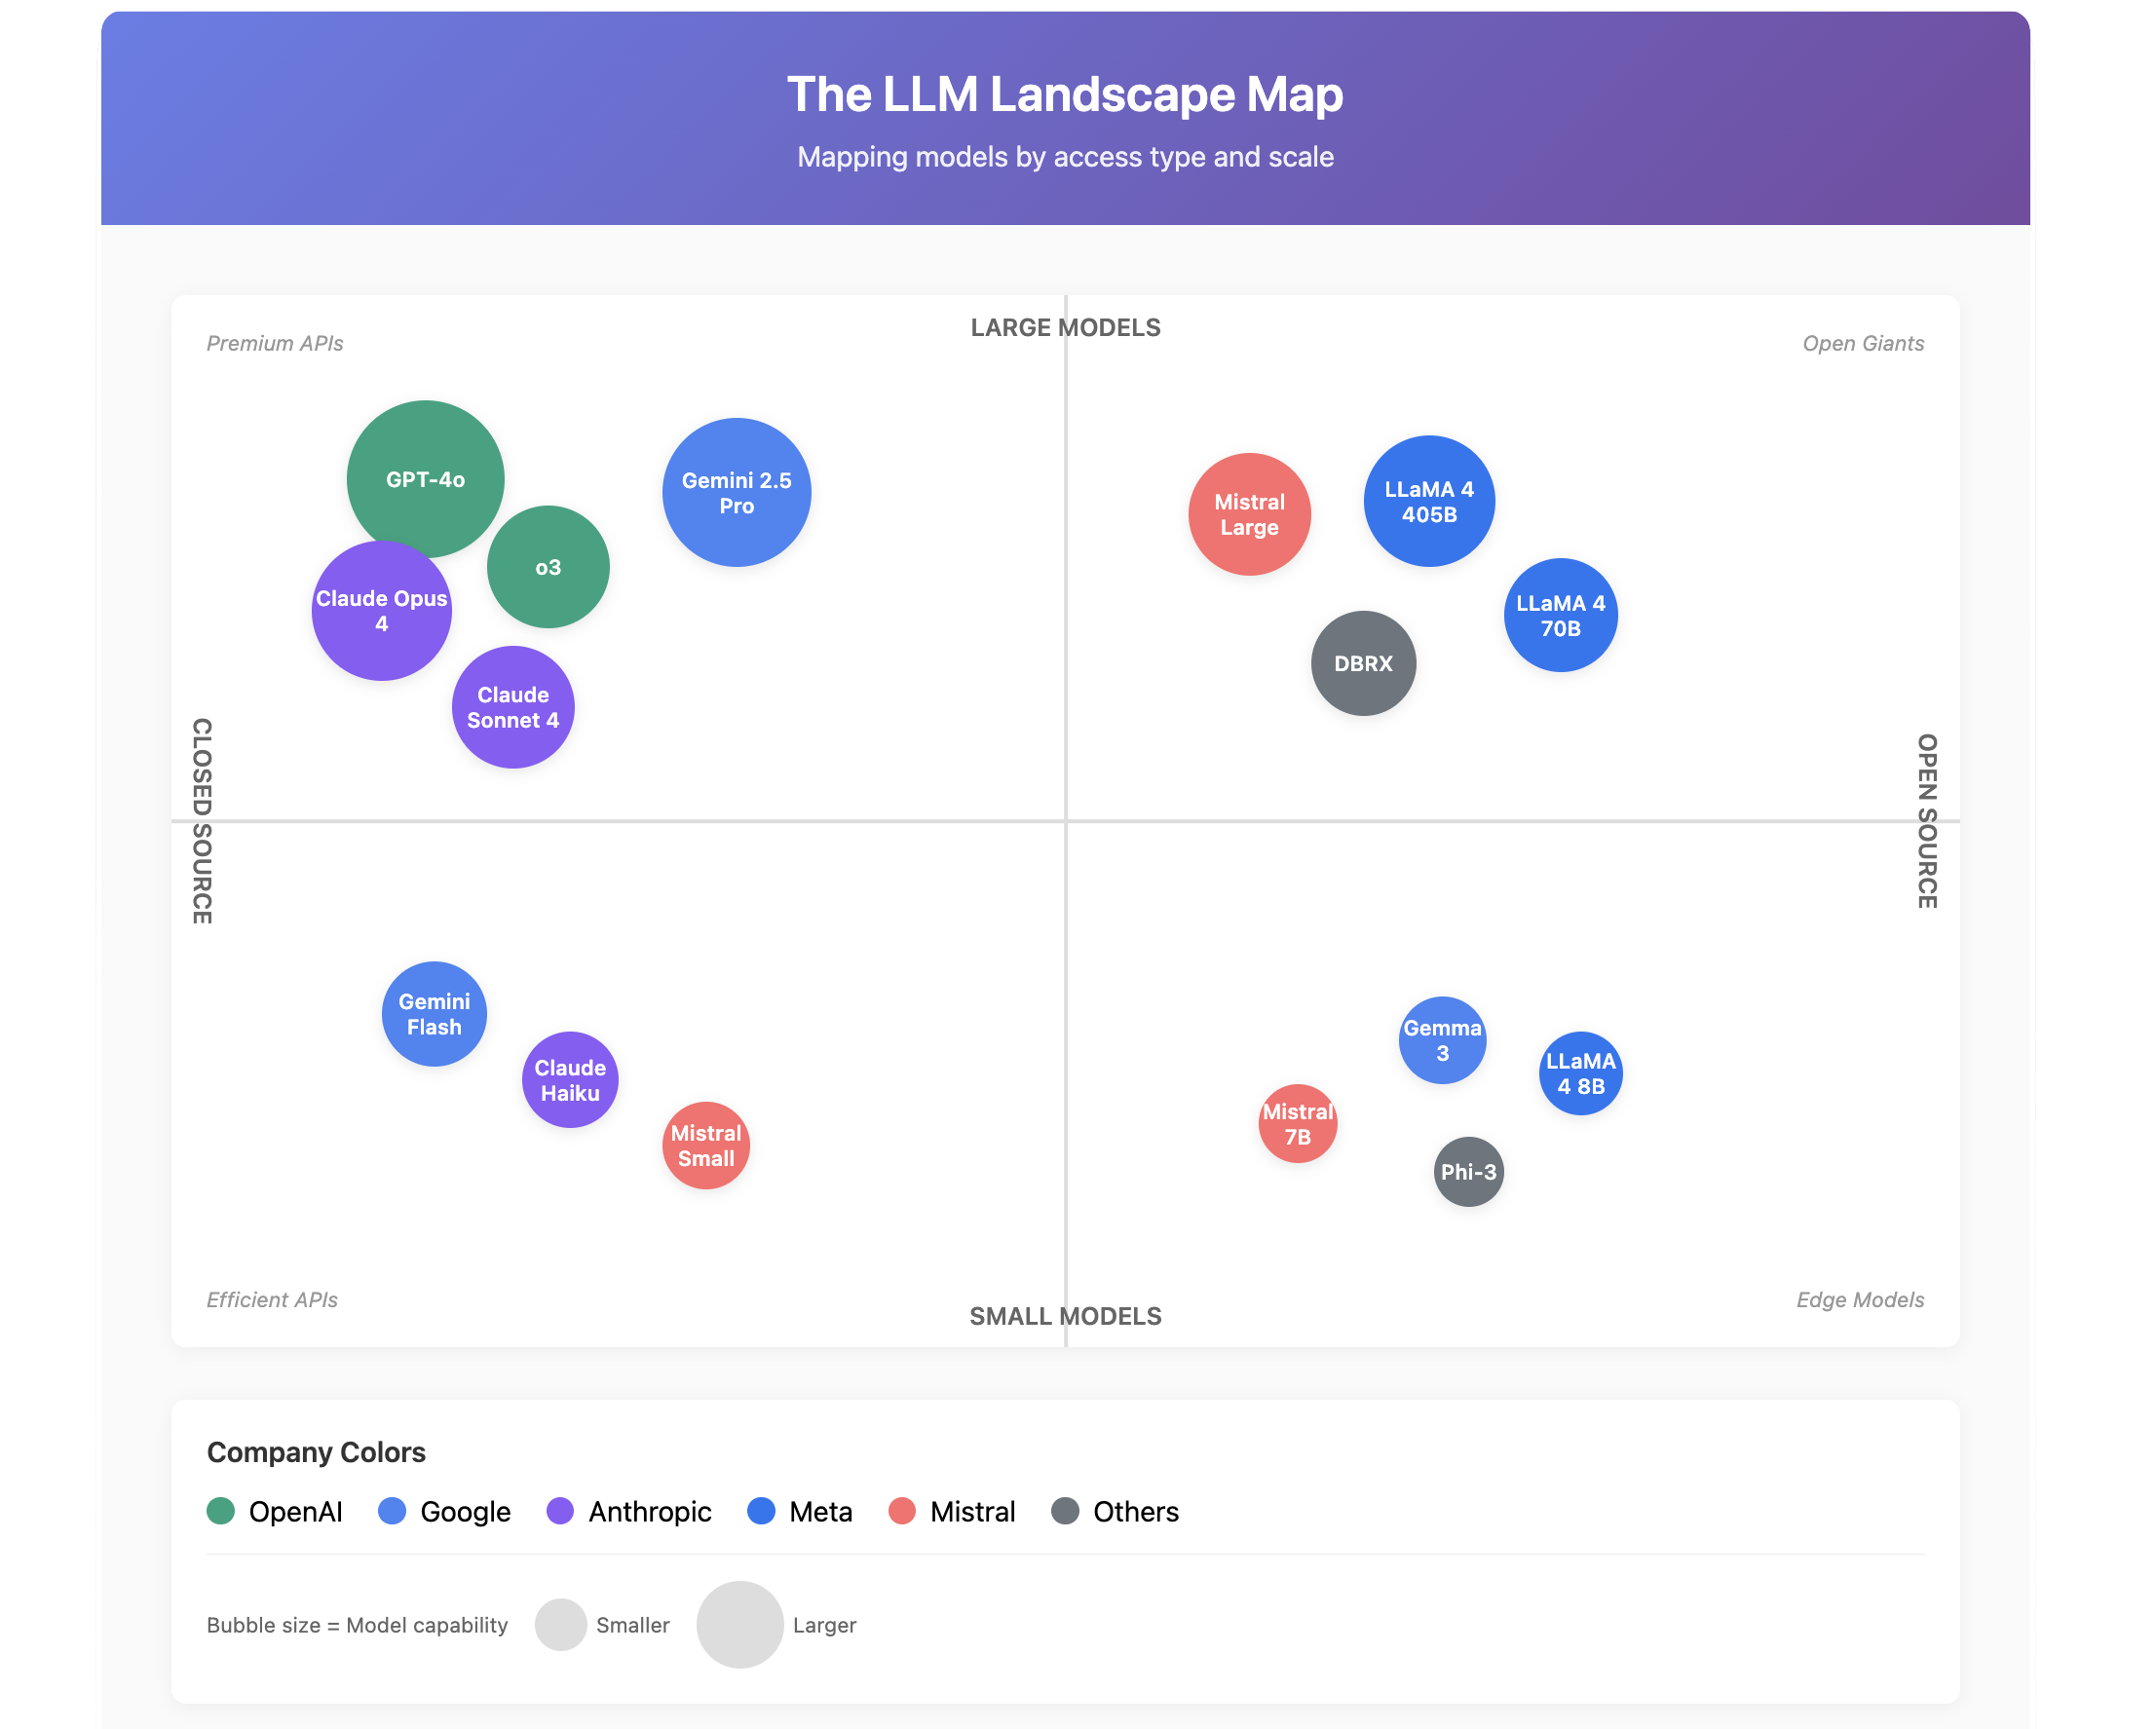 The LLM Landscape Map
Mapping models by access type and scale
LARGE MODELS
Premium APIs
Open Giants
GPT-4o
Gemini 2.5
Pro
o3
Claude Opus
4
Claude
Sonnet 4
Mistral
Large
LLaMA 4
405B
LLaMA 4
70B
DBRX
CLOSED SOURCE
OPEN SOURCE
Gemini
Flash
Claude
Haiku
Mistral
Small
Gemma
3
LLaMA
4 8B
Mistral
7B
Phi-3
Efficient APIs
SMALL MODELS
Edge Models
Company Colors
OpenAI Google Anthropic Meta Mistral Others
Bubble size = Model capability Smaller Larger